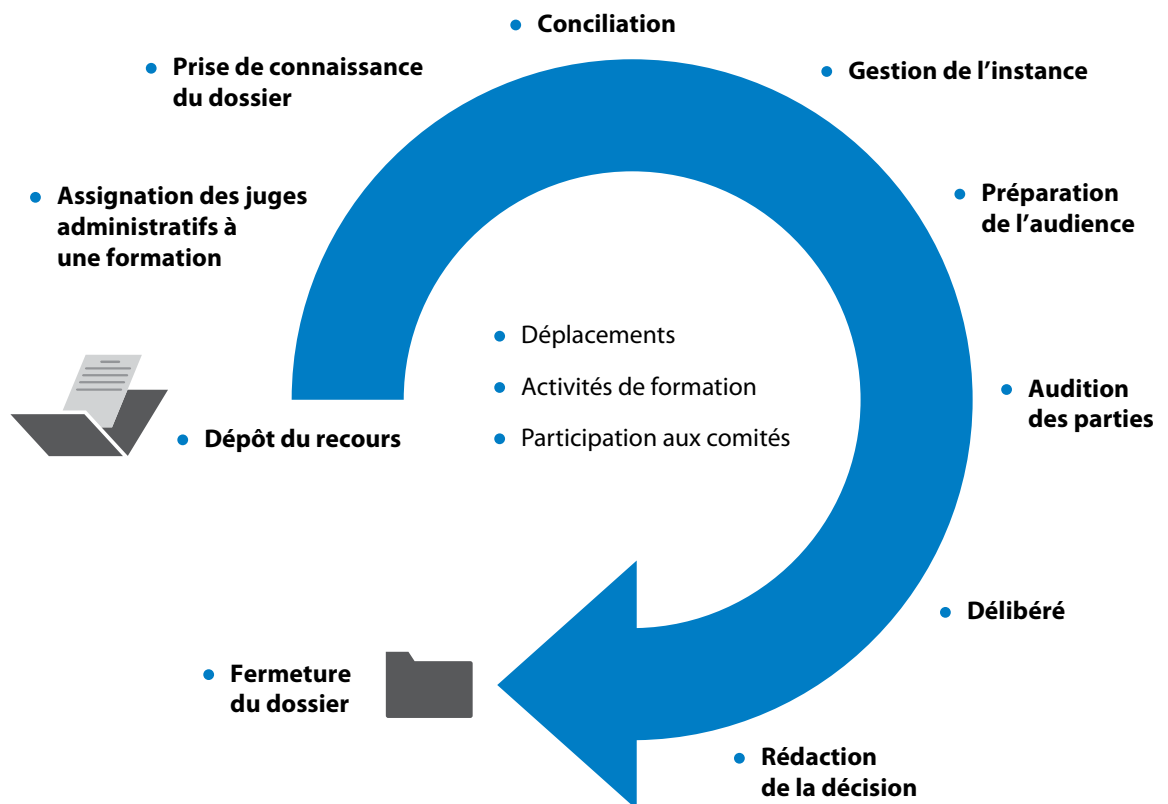 Conciliation
Prise de connaissance
du dossier
Gestion de l’instance
Assignation des juges
administratifs à
une formation
Préparation
de l’audience
Déplacements
Activités de formation
Participation aux comités
Audition
des parties
Dépôt du recours
Délibéré
Fermeture
du dossier
Rédaction
de la décision